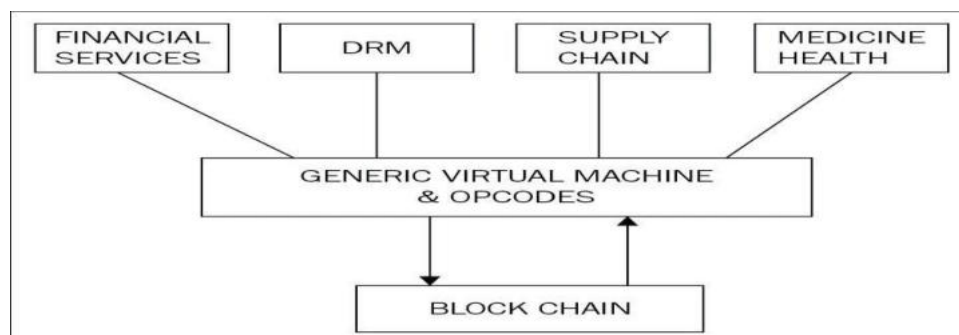 FINANCIAL
SERVICES
DRM
SUPPLY
CHAIN
MEDICINE
HEALTH
GENERIC VIRTUAL MACHINE
& OPCODES
BLOCK CHAIN